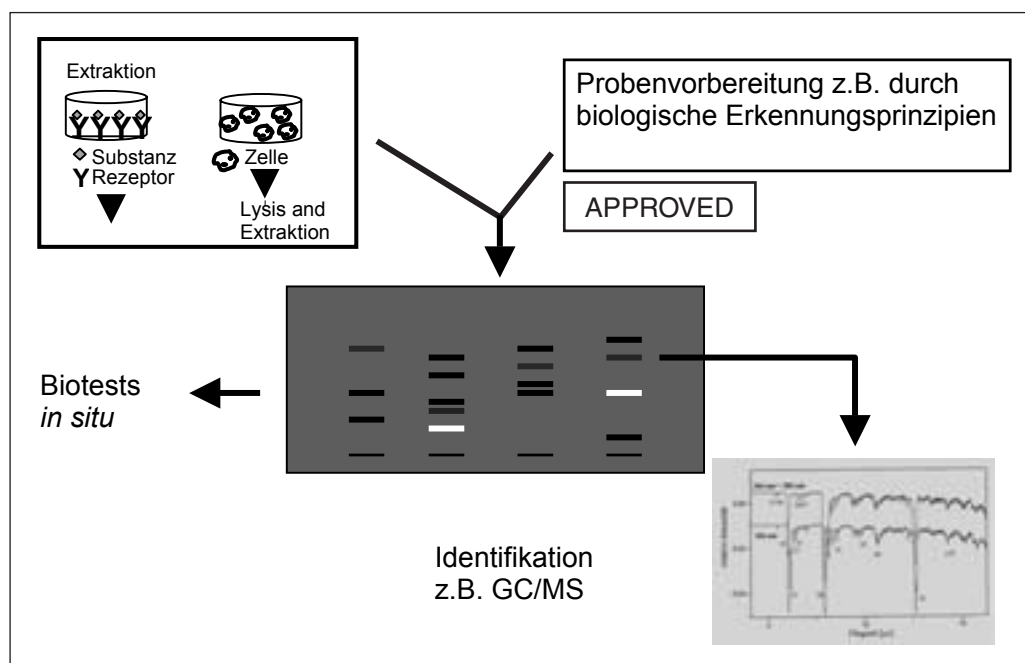 Extraktion
Substanz
Rezeptor
Zelle
Lysis and
Extraktion
Probenvorbereitung z.B. durch
biologische Erkennungsprinzipien
APPROVED
Biotests
in situ
Identifikation
z.B. GC/MS